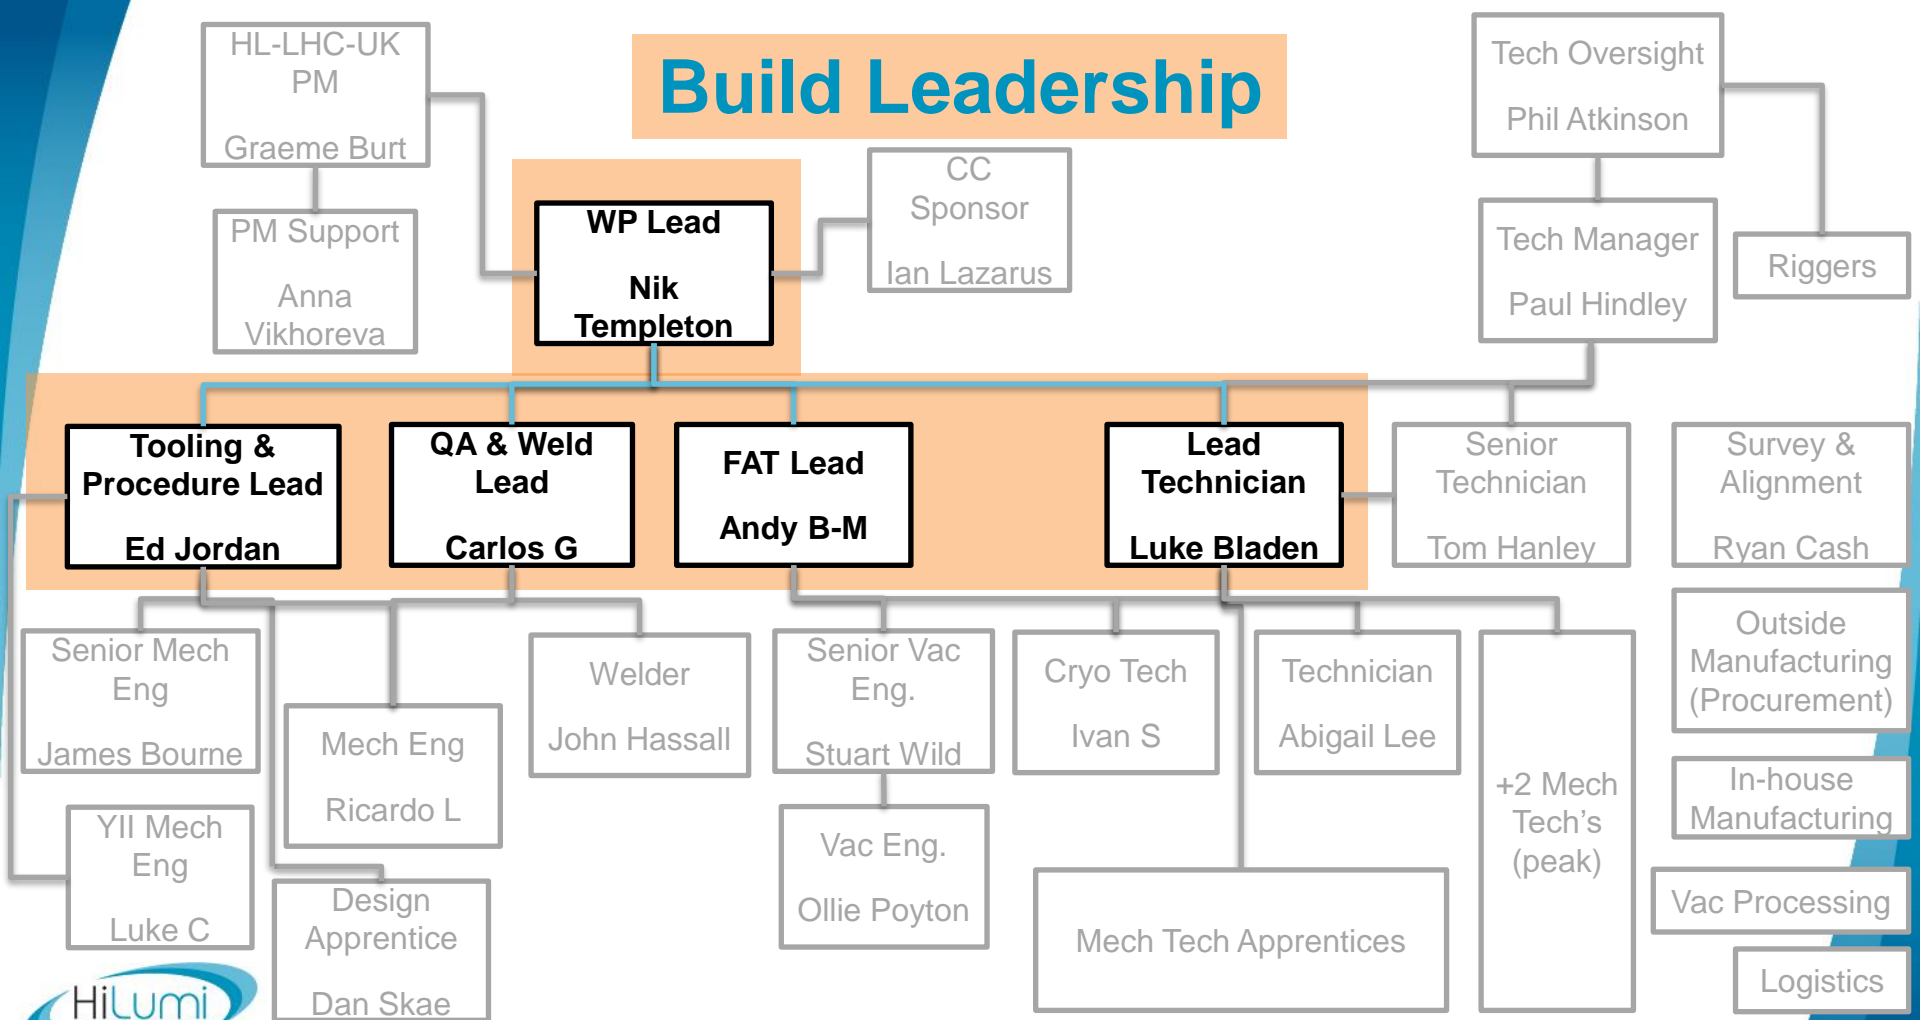 Build Leadership
HL-LHC-UK
PM
Graeme Burt
PM Support
Anna
Vikhoreva
WP Lead
Nik
Templeton
CC
Sponsor
Ian Lazarus
Tech Oversight
Phil Atkinson
Tech Manager
Paul Hindley
Riggers
Tooling &
Procedure Lead
Ed Jordan
QA & Weld
Lead
Carlos G
FAT Lead
Andy B-M
Lead
Technician
Luke Bladen
Senior
Technician
Tom Hanley
Survey &
Alignment
Ryan Cash
Senior Mech
Eng
James Bourne
Mech Eng
Ricardo L
Welder
John Hassall
Senior Vac
Eng.
Stuart Wild
Cryo Tech
Ivan S
Technician
Abigail Lee
+2 Mech
Tech's
(peak)
Outside
Manufacturing
(Procurement)
In-house
Manufacturing
YII Mech
Eng
Luke C
Design
Apprentice
Dan Skae
Vac Eng.
Ollie Poyton
Mech Tech Apprentices
Vac Processing
Logistics
HiLumi